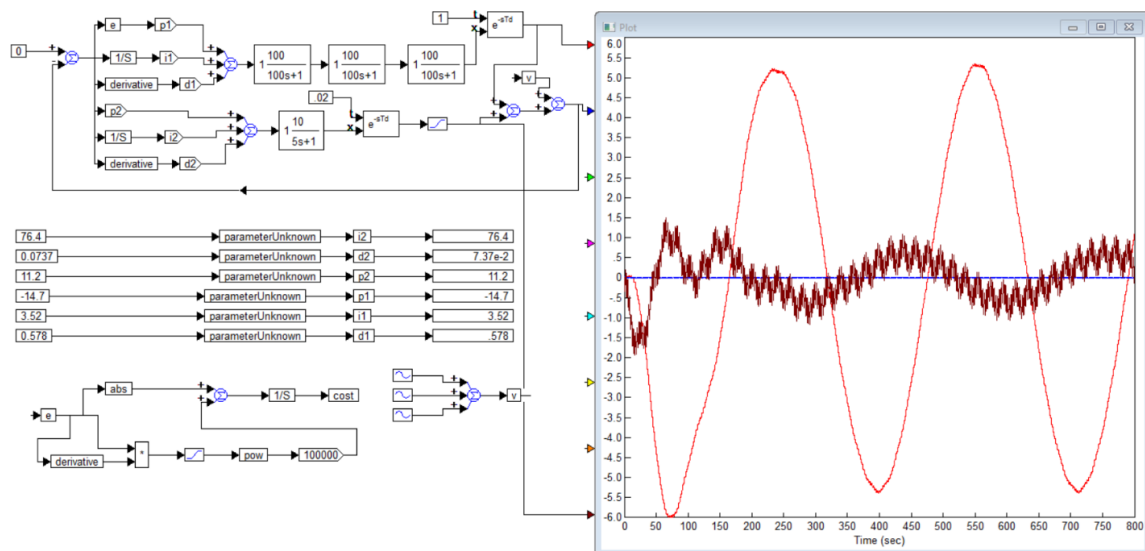 0
e
p1
1/S
i1
derivative
d1
p2
1/S
i2
derivative
d2
1 100
100s+1
1 100
100s+1
1 100
100s+1
1
t
x
e-sTd
1 10
5s+1
.02
t
x
e-sTd
v
76.4 parameterUnknown i2 76.4
0.0737 parameterUnknown d2 7.37e-2
11.2 parameterUnknown p2 11.2
-14.7 parameterUnknown p1 -14.7
3.52 parameterUnknown i1 3.52
0.578 parameterUnknown d1 .578
e
abs
derivative
*
pow
100000
1/S
cost
v
Plot
6.0
5.5
5.0
4.5
4.0
3.5
3.0
2.5
2.0
1.5
1.0
.5
0
-.5
-1.0
-1.5
-2.0
-2.5
-3.0
-3.5
-4.0
-4.5
-5.0
-5.5
-6.0
0 50 100 150 200 250 300 350 400 450 500 550 600 650 700 750 800
Time (sec)